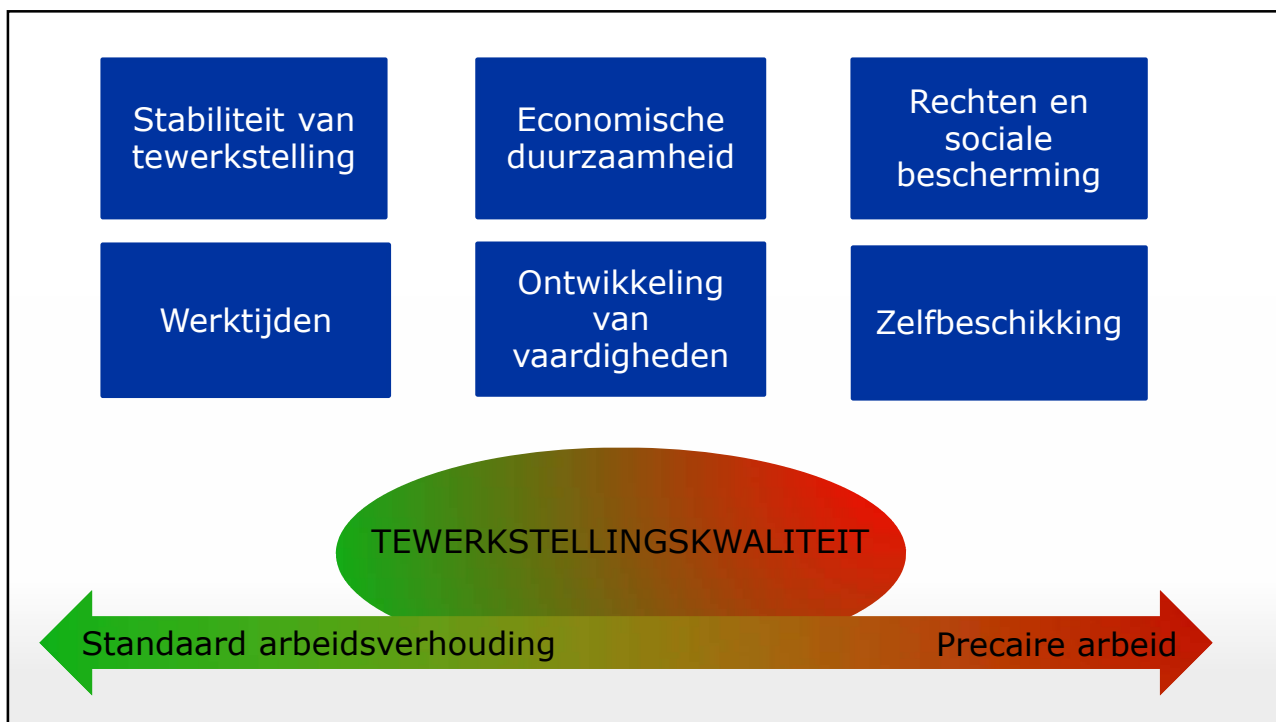 Stabiliteit van
tewerkstelling
Economische
duurzaamheid
Rechten en
sociale
bescherming
Werktijden
Ontwikkeling
van
vaardigheden
Zelfbeschikking
TEWERKSTELLINGSKWALITEIT
Standaard arbeidsverhouding
Precaire arbeid